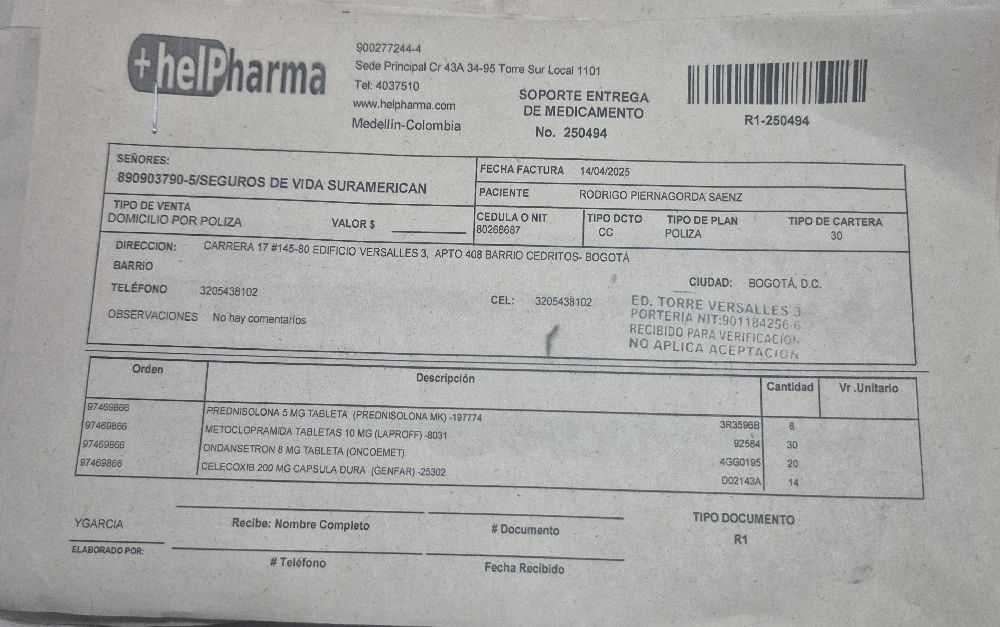 +helPharma
900277244-4
Sede Principal Cr 43A 34-95 Torre Sur Local 1101
Tel: 4037510
www.helpharma.com
Medellín-Colombia
SOPORTE ENTREGA
DE MEDICAMENTO
No. 250494
R1-250494
SEÑORES:
890903790-5/SEGUROS DE VIDA SURAMERICAN
FECHA FACTURA 14/04/2025
PACIENTE RODRIGO PIERNAGORDA SAENZ
TIPO DE VENTA
DOMICILIO POR POLIZA VALOR $
CEDULA O NIT TIPO DCTO TIPO DE PLAN TIPO DE CARTERA
80268687 CC POLIZA 30
DIRECCION: CARRERA 17 #145-80 EDIFICIO VERSALLES 3, APTO 408 BARRIO CEDRITOS- BOGOTÁ
BARRIO CIUDAD: BOGOTÁ, D.C.
TELÉFONO 3205438102 CEL: 3205438102
OBSERVACIONES No hay comentarios
ED. TORRE VERSALLES 3
PORTERIA NIT:901184256-6
RECIBIDO PARA VERIFICACION
NO APLICA ACEPTACION
Orden Descripción Cantidad Vr .Unitario
97469866 PREDNISOLONA 5 MG TABLETA (PREDNISOLONA MK) -197774 3R3596B 8
97469866 METOCLOPRAMIDA TABLETAS 10 MG (LAPROFF) -8031 92584 30
97469866 ONDANSETRON 8 MG TABLETA (ONCOEMET) 4GG0195 20
97469866 CELECOXIB 200 MG CAPSULA DURA (GENFAR) -25302 D02143A 14
YGARCIA
ELABORADO POR:
Recibe: Nombre Completo # Documento
# Teléfono Fecha Recibido
TIPO DOCUMENTO
R1